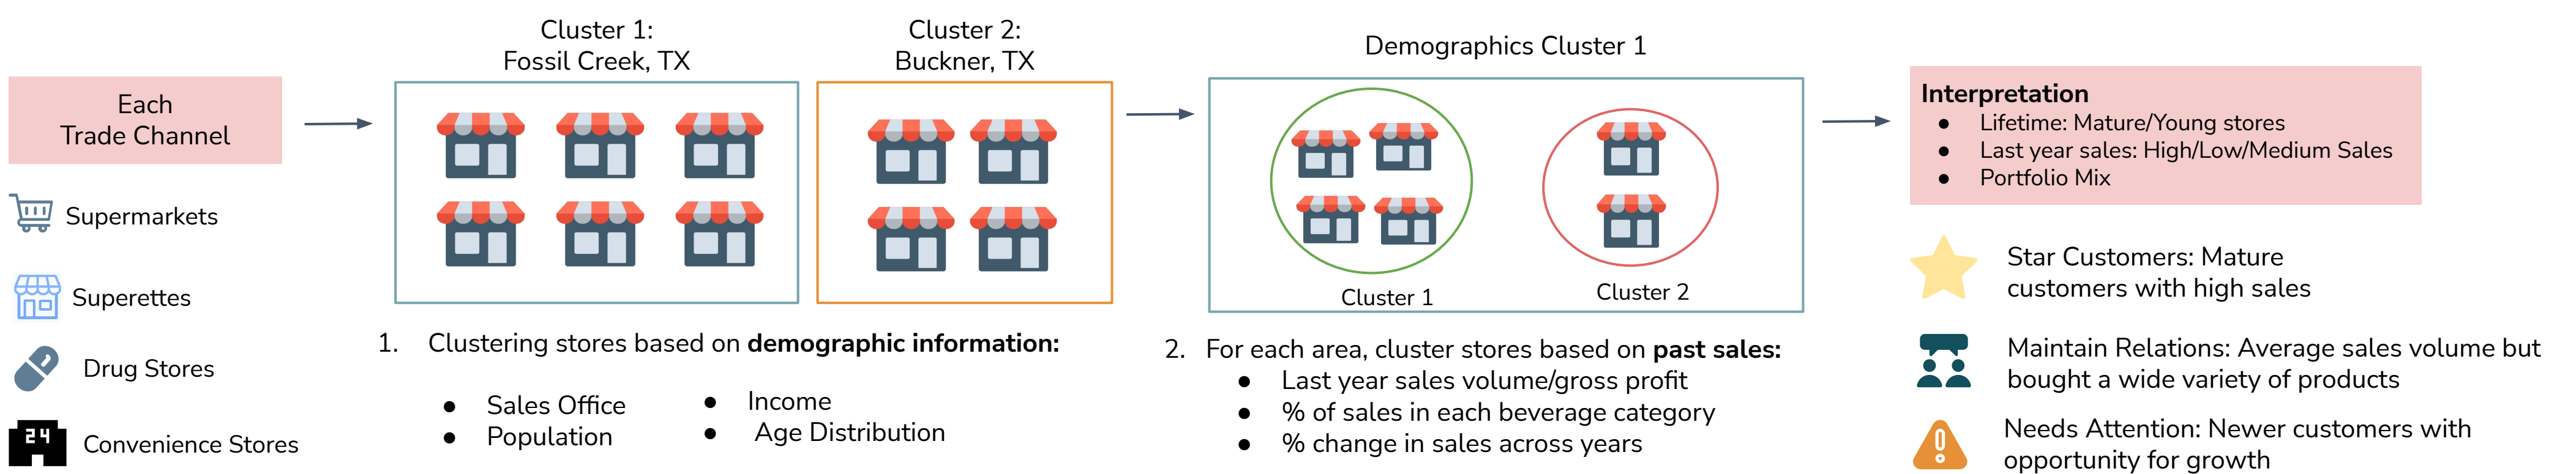 Each
Trade Channel
Supermarkets
Superettes
Drug Stores
24
Convenience Stores
Cluster 1:
Fossil Creek, TX
Cluster 2:
Buckner, TX
1. Clustering stores based on demographic information:
● Sales Office
● Population
● Income
● Age Distribution
Demographics Cluster 1
Cluster 1
Cluster 2
2. For each area, cluster stores based on past sales:
● Last year sales volume/gross profit
● % of sales in each beverage category
● % change in sales across years
Interpretation
● Lifetime: Mature/Young stores
● Last year sales: High/Low/Medium Sales
● Portfolio Mix
Star Customers: Mature
customers with high sales
Maintain Relations: Average sales volume but
bought a wide variety of products
Needs Attention: Newer customers with
opportunity for growth